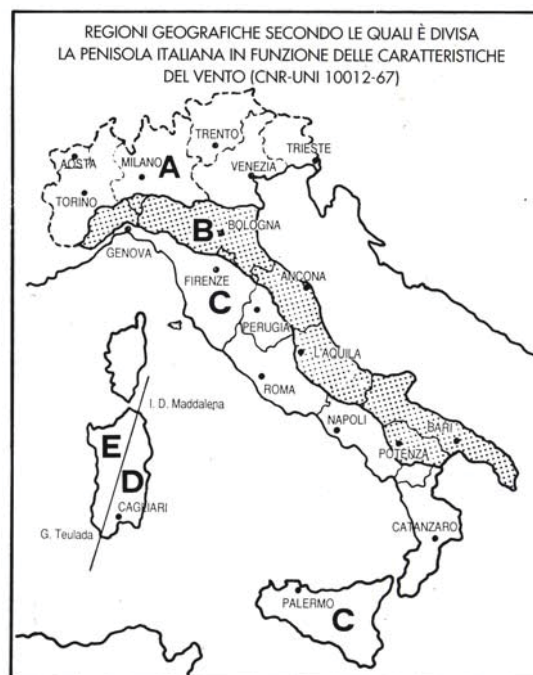 REGIONI GEOGRAFICHE SECONDO LE QUALI È DIVISA
LA PENISOLA ITALIANA IN FUNZIONE DELLE CARATTERISTICHE
DEL VENTO (CNR-UNI 10012-67)
TRENTO
AOSTA
MILANO
A
TRIESTE
VENEZIA
TORINO
B
BOLOGNA
GENOVA
FIRENZE
ANCONA
C
PERUGIA
L'AQUILA
ROMA
I. D. Maddalena
NAPOLI
BARI
E
POTENZA
D
CAGLIARI
G. Teulada
CATANZARO
PALERMO
C